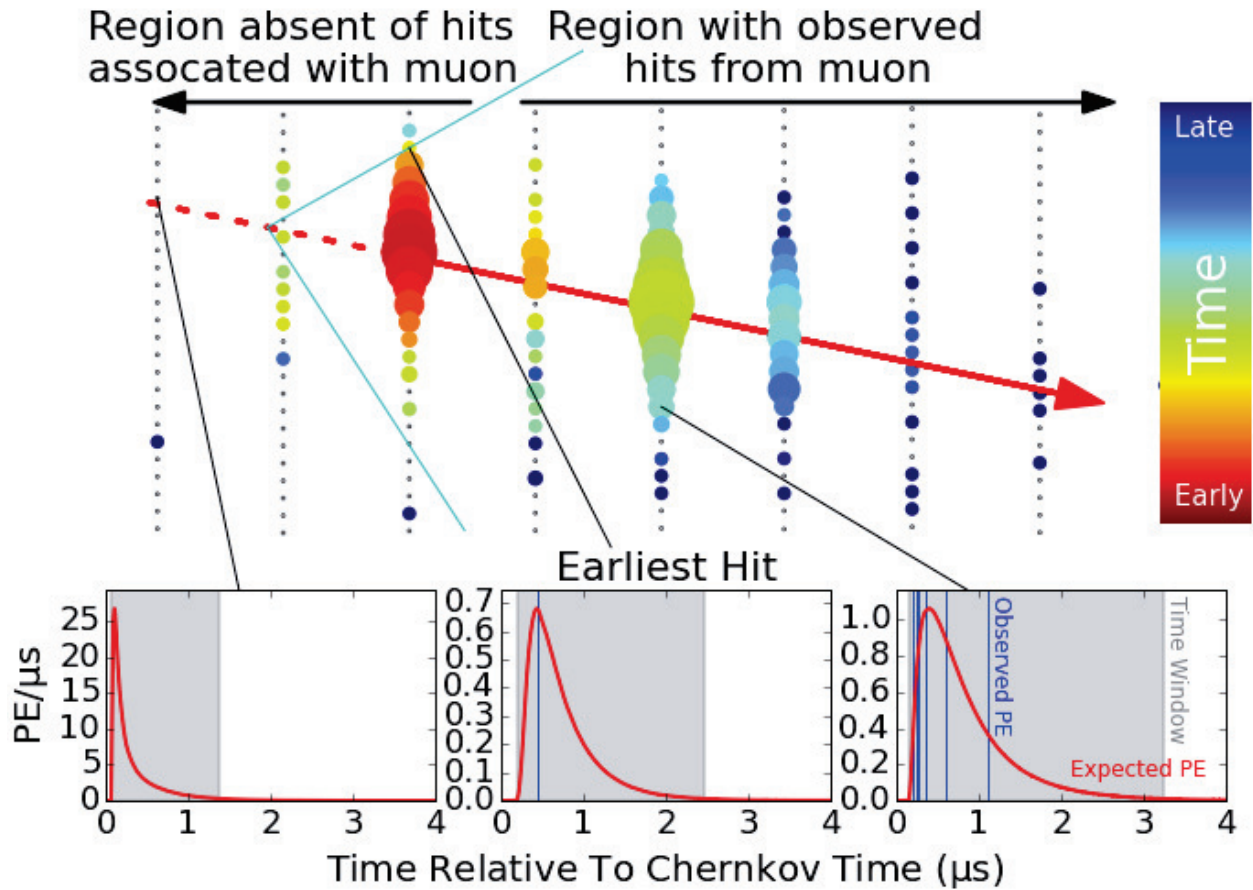 Region absent of hits
assocated with muon
Region with observed
hits from muon
Late
Time
Early
Earliest Hit
PE/µs
25
20
15
10
5
0
0 1 2 3 4
0.7
0.6
0.5
0.4
0.3
0.2
0.1
0.0
0 1 2 3 4
1.0
0.8
0.6
0.4
0.2
0.0
0 1 2 3 4
Observed PE
Time Window
Expected PE
Time Relative To Chernkov Time (µs)